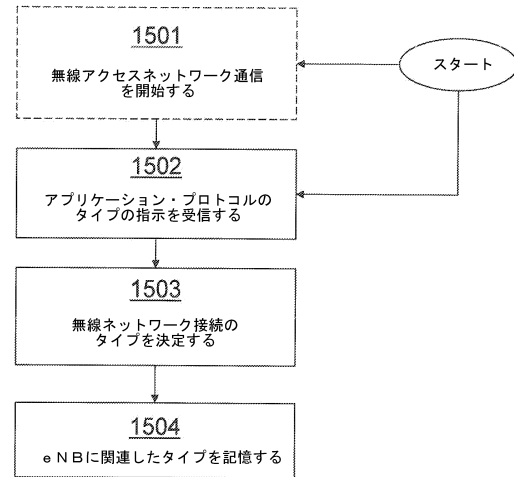 1501
無線アクセスネットワーク通信
を開始する
スタート
1502
アプリケーション・プロトコルの
タイプの指示を受信する
1503
無線ネットワーク接続の
タイプを決定する
1504
eNBに関連したタイプを記憶する